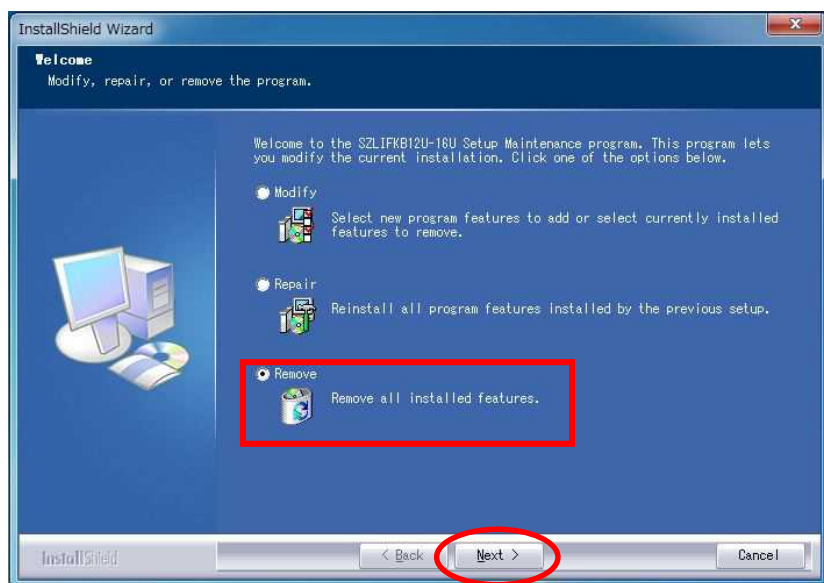 InstallShield Wizard
Welcome
Modify, repair, or remove the program.
Welcome to the SZLIFKB12U-16U Setup Maintenance program. This program lets
you modify the current installation. Click one of the options below.
Modify
Select new program features to add or select currently installed
features to remove.
Repair
Reinstall all program features installed by the previous setup.
Remove
Remove all installed features.
InstallShield
< Back
Next >
Cancel